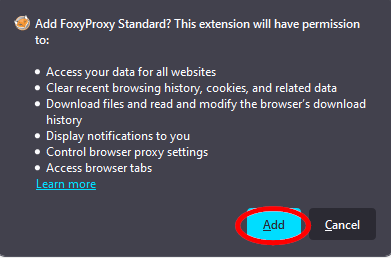 Add FoxyProxy Standard? This extension will have permission
to:
• Access your data for all websites
• Clear recent browsing history, cookies, and related data
• Download files and read and modify the browser's download
history
• Display notifications to you
• Control browser proxy settings
• Access browser tabs
Learn more
Add Cancel